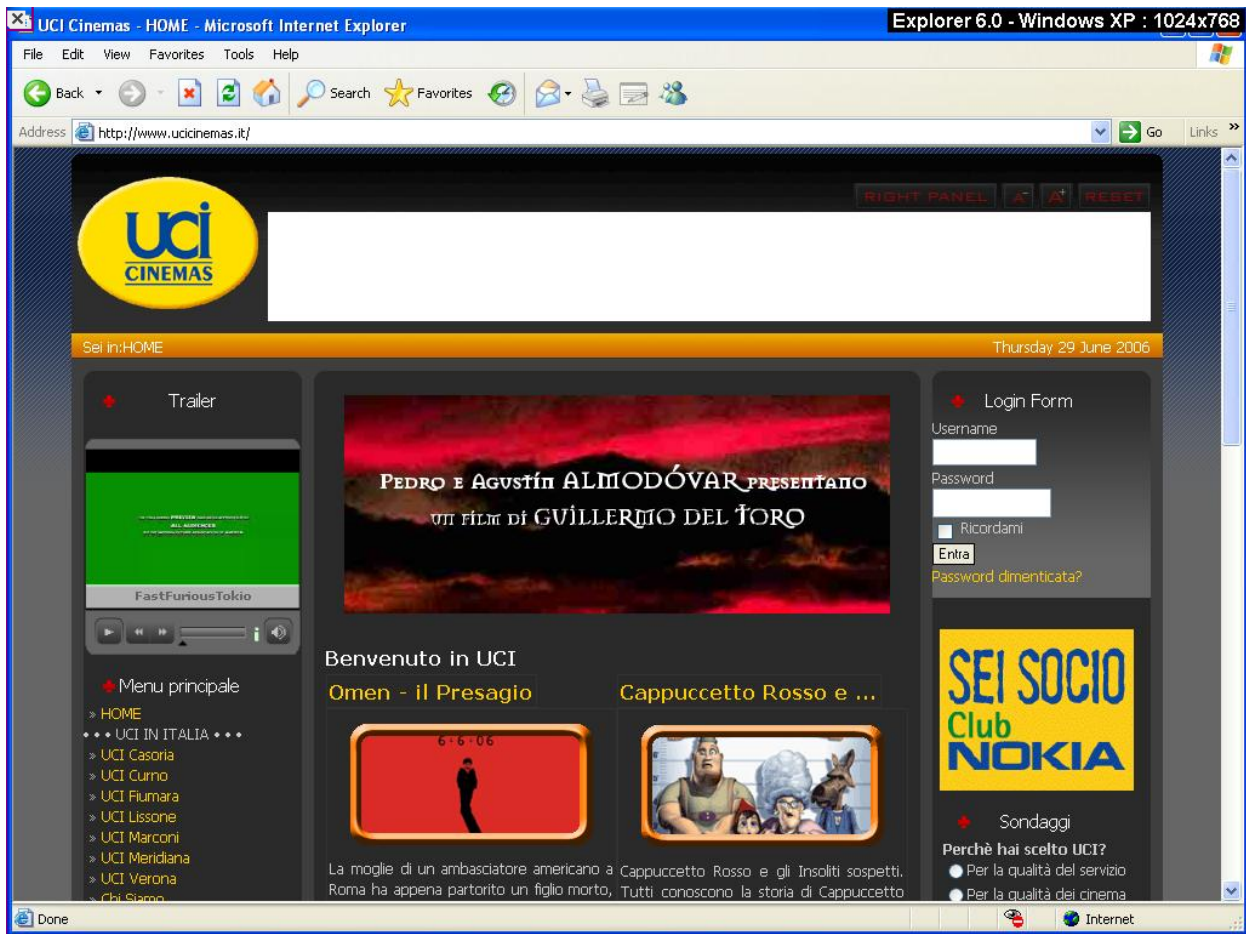 UCI Cinemas - HOME - Microsoft Internet Explorer
Explorer 6.0 - Windows XP : 1024x768
File Edit View Favorites Tools Help
Back Search Favorites
Address http://www.ucicinemas.it/ Go Links »
UCI
CINEMAS
RIGHT PANEL A- A+ RESET
Sei in:HOME
Thursday 29 June 2006
Trailer
ALL AUDIENCES
FastFuriousTokio
Menu principale
» HOME
• • • UCI IN ITALIA • • •
» UCI Casoria
» UCI Curno
» UCI Fiumara
» UCI Lissone
» UCI Marconi
» UCI Meridiana
» UCI Verona
» Chi Siamo
PEDRO E AGUSTÍN ALMODÓVAR PRESENTANO
UN FILM DI GUILLERMO DEL TORO
Benvenuto in UCI
Omen - il Presagio
6·6·06
La moglie di un ambasciatore americano a
Roma ha appena partorito un figlio morto,
Cappuccetto Rosso e ...
Cappuccetto Rosso e gli Insoliti sospetti.
Tutti conoscono la storia di Cappuccetto
Login Form
Username
Password
Ricordami
Entra
Password dimenticata?
SEI SOCIO
Club
NOKIA
Sondaggi
Perchè hai scelto UCI?
Per la qualità del servizio
Per la qualità dei cinema
Done
Internet